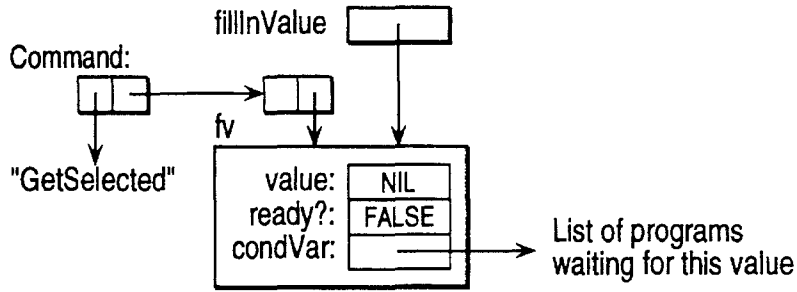 fillInValue
Command:
fv
"GetSelected"
value: NIL
ready?: FALSE
condVar:
List of programs
waiting for this value